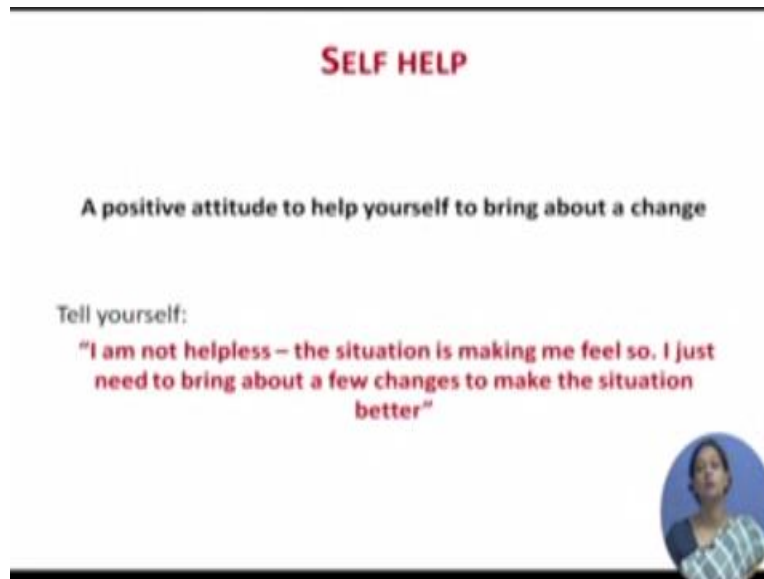 SELF HELP
A positive attitude to help yourself to bring about a change
Tell yourself:
"I am not helpless – the situation is making me feel so. I just
need to bring about a few changes to make the situation
better"